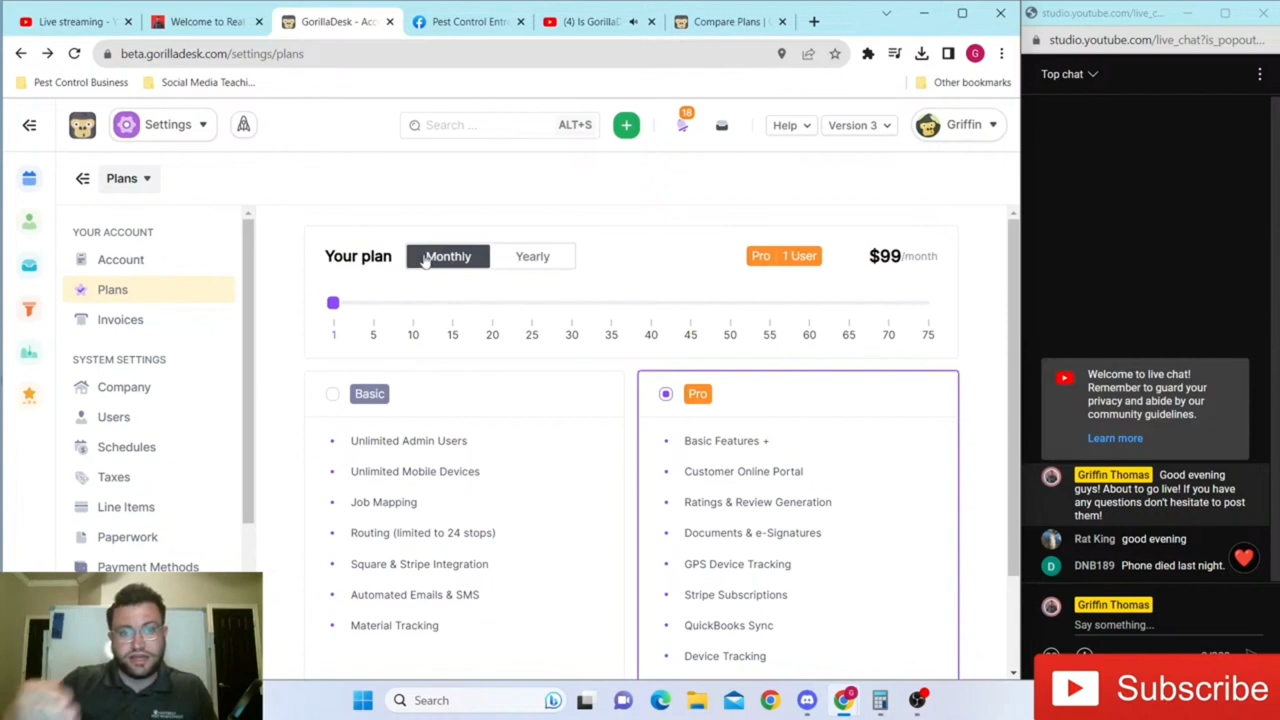 Live streaming - Y
Welcome to Real
GorillaDesk - Acc
Pest Control Entre
(4) Is GorillaD
Compare Plans |
beta.gorilladesk.com/settings/plans
G
Pest Control Business
Social Media Teachi...
Other bookmarks
Settings
Search ...
ALT+S
18
Help
Version 3
Griffin
Plans
YOUR ACCOUNT
Account
Plans
Invoices
SYSTEM SETTINGS
Company
Users
Schedules
Taxes
Line Items
Paperwork
Payment Methods
Your plan
Monthly
Yearly
Pro 1 User
$99/month
1 5 10 15 20 25 30 35 40 45 50 55 60 65 70 75
Basic
Unlimited Admin Users
Unlimited Mobile Devices
Job Mapping
Routing (limited to 24 stops)
Square & Stripe Integration
Automated Emails & SMS
Material Tracking
Pro
Basic Features +
Customer Online Portal
Ratings & Review Generation
Documents & e-Signatures
GPS Device Tracking
Stripe Subscriptions
QuickBooks Sync
Device Tracking
Search
studio.youtube.com/live_c...
studio.youtube.com/live_chat?is_popout...
Top chat
Welcome to live chat!
Remember to guard your
privacy and abide by our
community guidelines.
Learn more
Griffin Thomas Good evening
guys! About to go live! If you have
any questions don't hesitate to post
them!
Rat King good evening
D DNB189 Phone died last night.
Griffin Thomas
Say something...
Subscribe